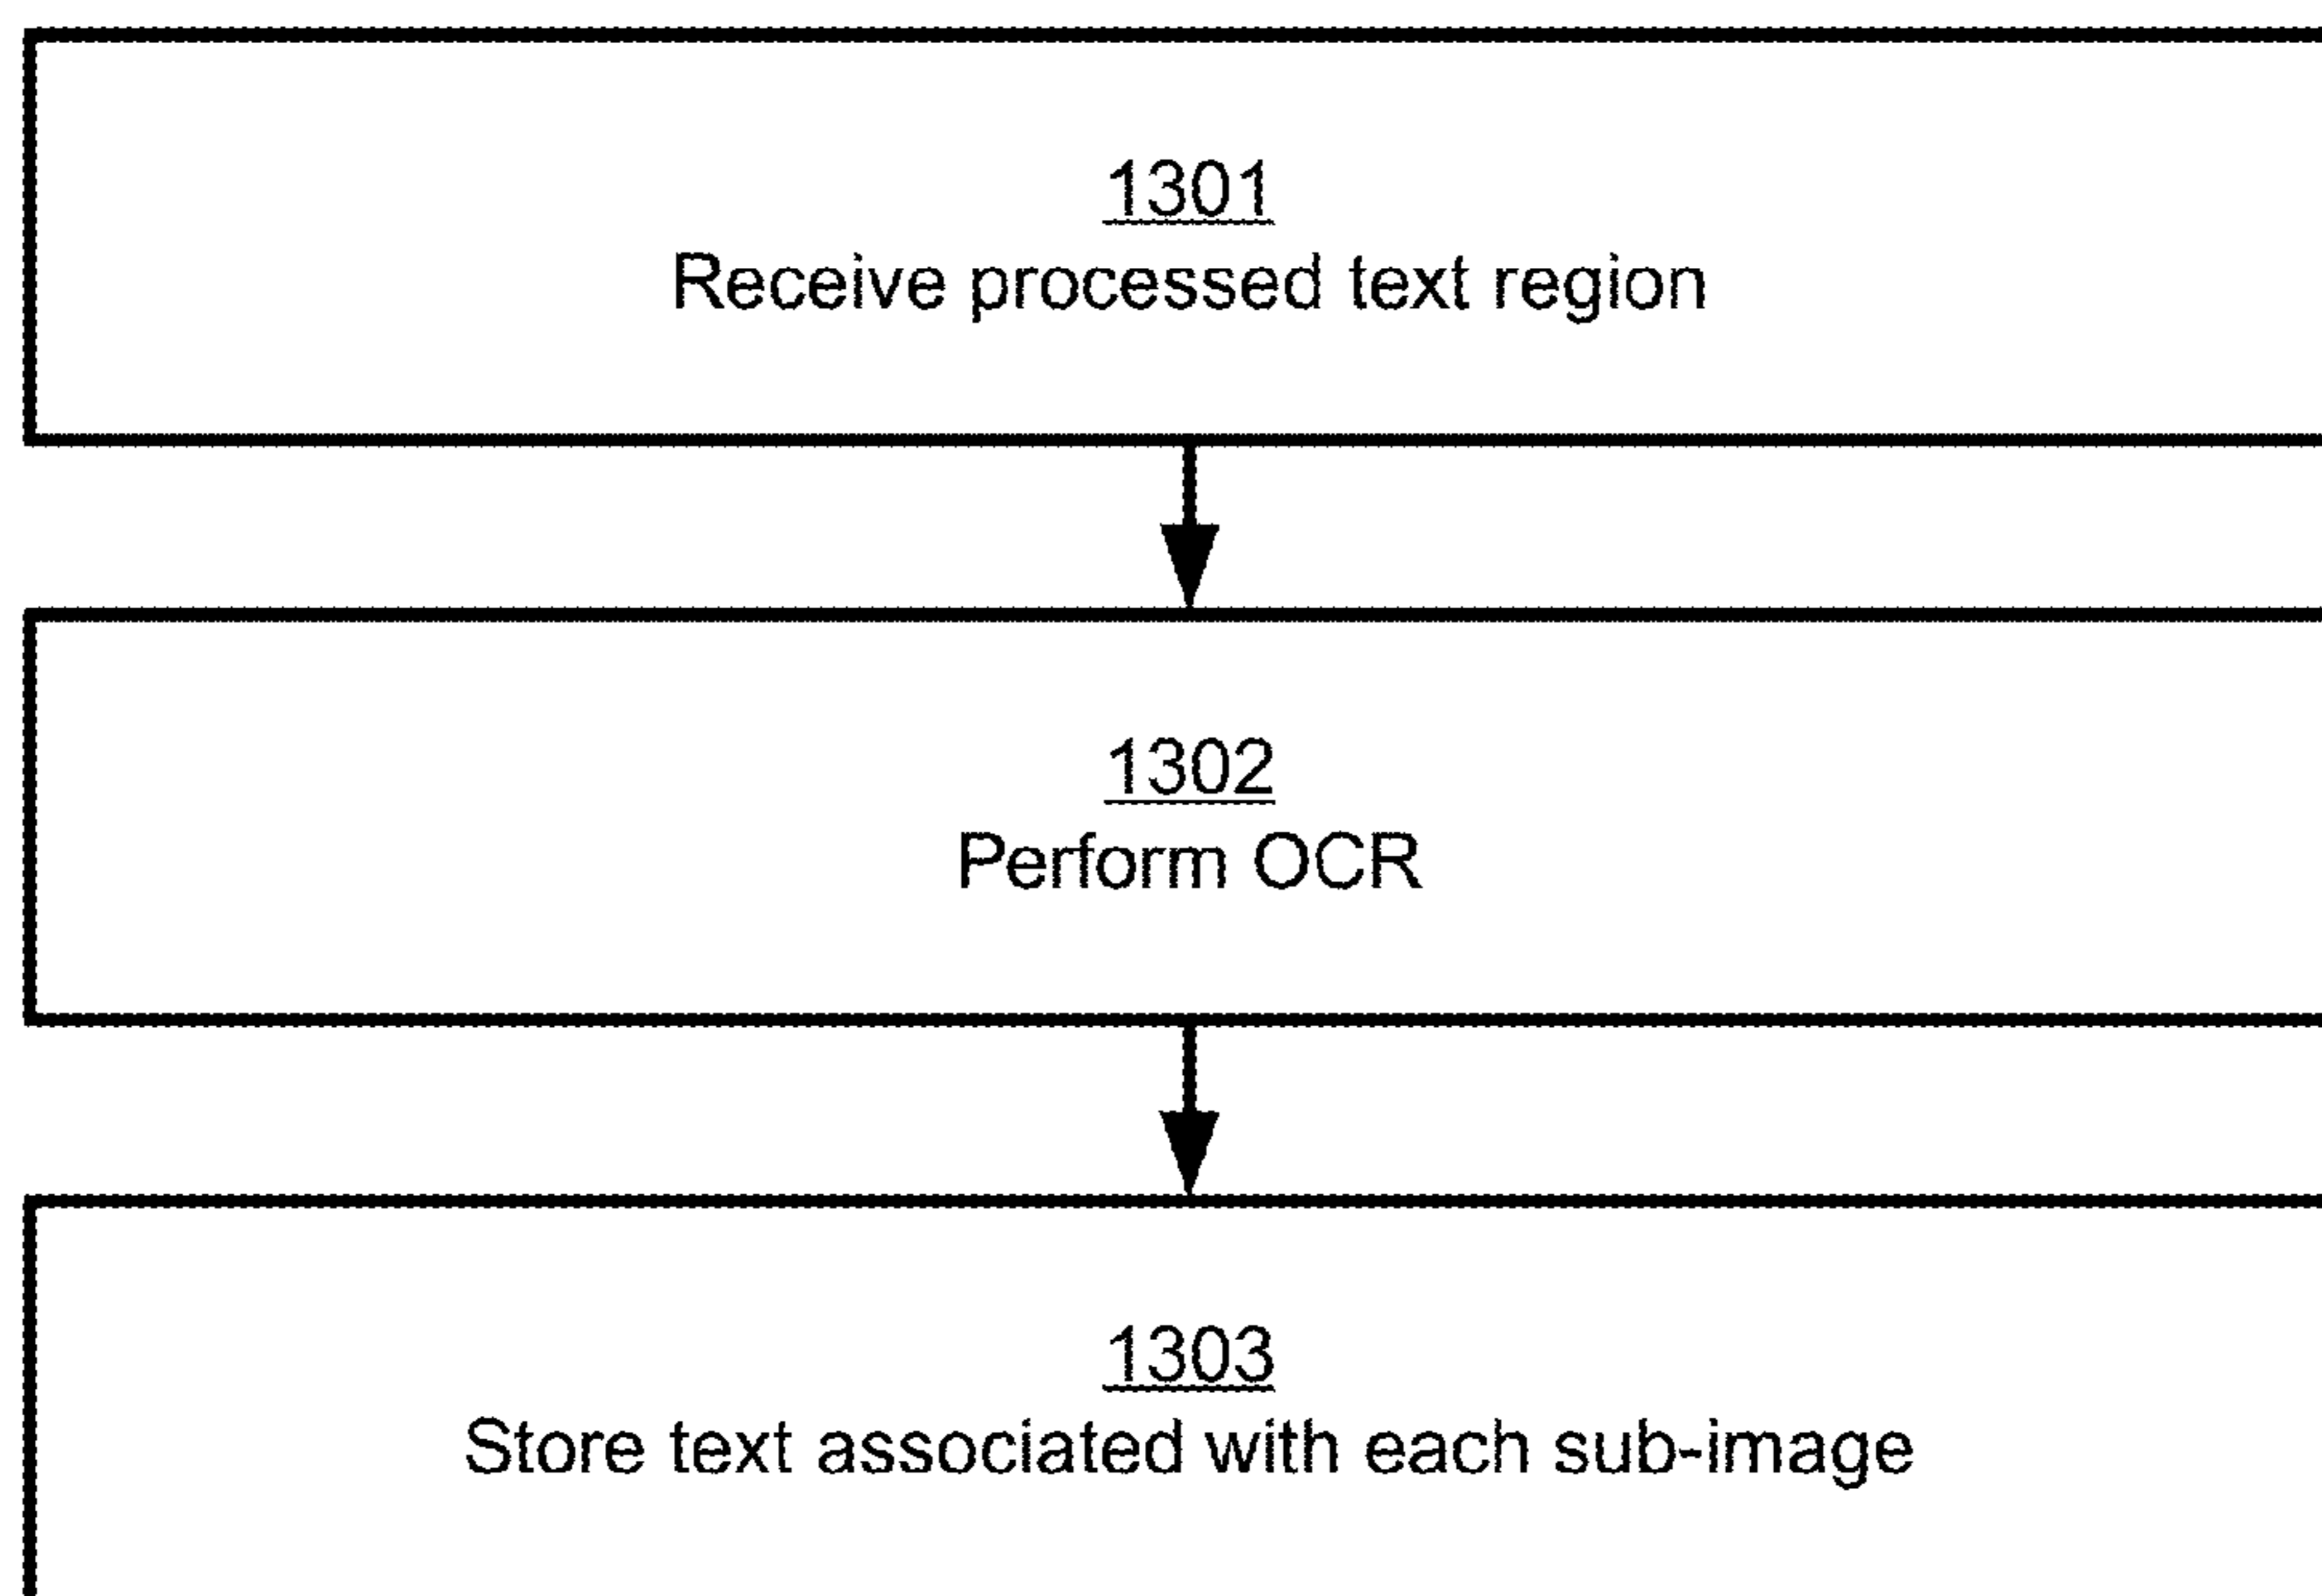 1301
Receive processed text region
1302
Perform OCR
1303
Store text associated with each sub-image